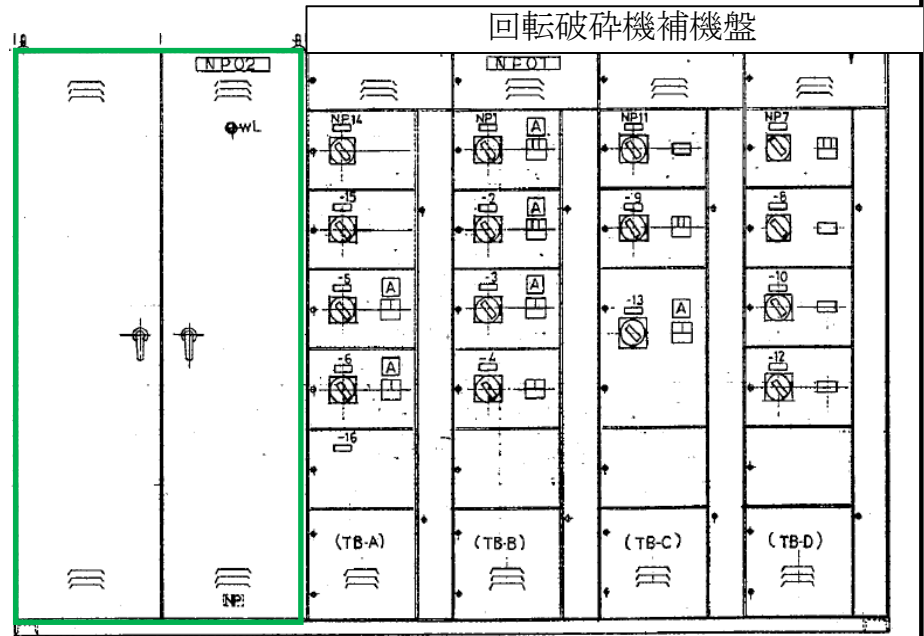 回転破砕機補機盤
NP02
NP01
WL
NP14
NP1
A
NP11
NP7
-15
-2
A
-9
-8
-5
A
-3
A
-13
A
-10
-6
A
-4
-12
-16
(TB-A)
(TB-B)
(TB-C)
(TB-D)
NP